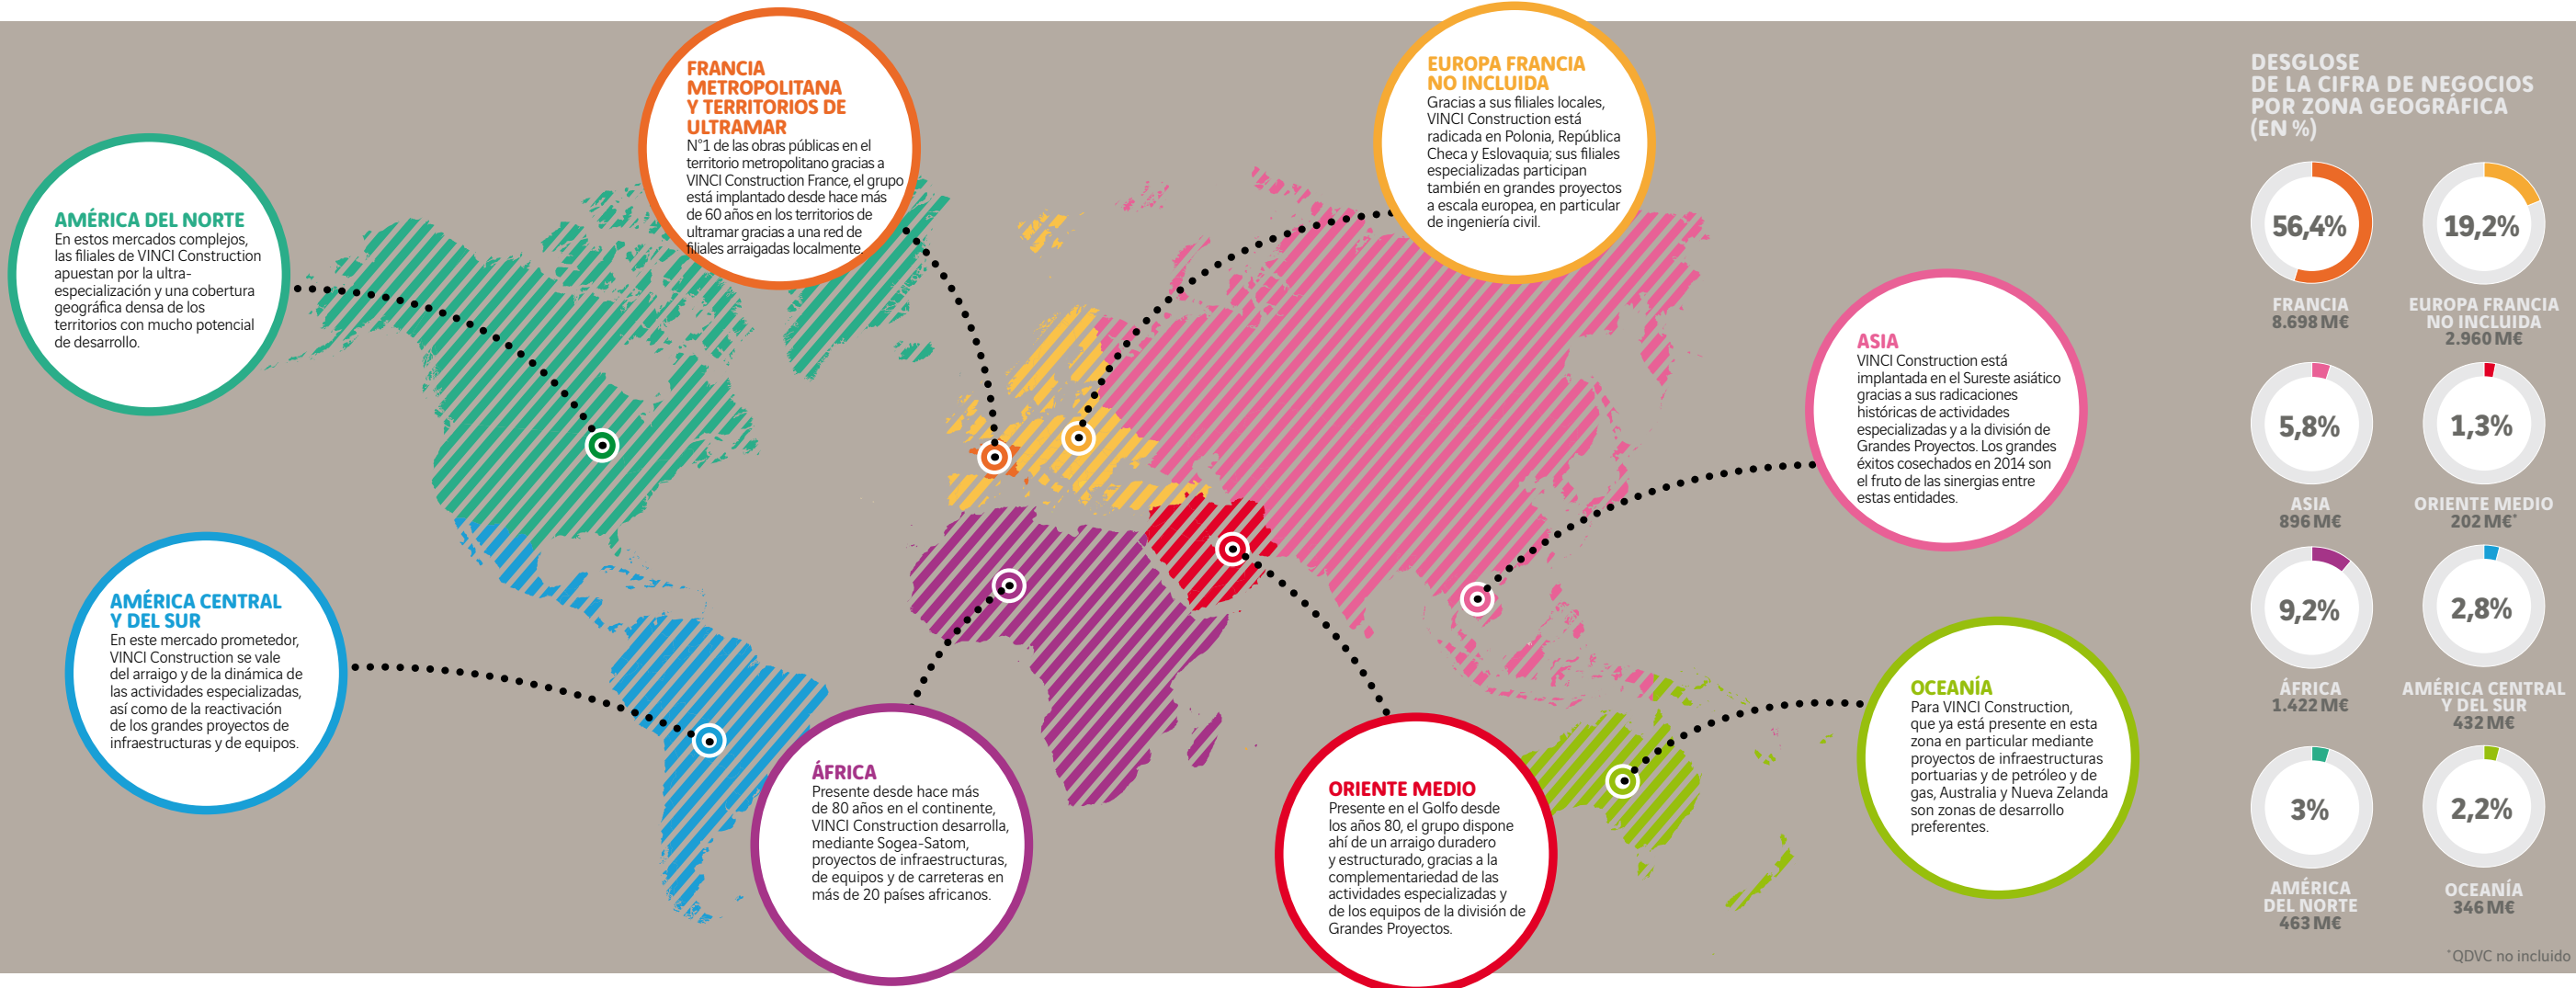 AMÉRICA DEL NORTE
En estos mercados complejos,
las filiales de VINCI Construction
apuestan por la ultra-
especialización y una cobertura
geográfica densa de los
territorios con mucho potencial
de desarrollo.
FRANCIA
METROPOLITANA
Y TERRITORIOS DE
ULTRAMAR
N°1 de las obras públicas en el
territorio metropolitano gracias a
VINCI Construction France, el grupo
está implantado desde hace más
de 60 años en los territorios de
ultramar gracias a una red de
filiales arraigadas localmente.
EUROPA FRANCIA
NO INCLUIDA
Gracias a sus filiales locales,
VINCI Construction está
radicada en Polonia, República
Checa y Eslovaquia; sus filiales
especializadas participan
también en grandes proyectos
a escala europea, en particular
de ingeniería civil.
ASIA
VINCI Construction está
implantada en el Sureste asiático
gracias a sus radicaciones
históricas de actividades
especializadas y a la división de
Grandes Proyectos. Los grandes
éxitos cosechados en 2014 son
el fruto de las sinergias entre
estas entidades.
AMÉRICA CENTRAL
Y DEL SUR
En este mercado prometedor,
VINCI Construction se vale
del arraigo y de la dinámica de
las actividades especializadas,
así como de la reactivación
de los grandes proyectos de
infraestructuras y de equipos.
ÁFRICA
Presente desde hace más
de 80 años en el continente,
VINCI Construction desarrolla,
mediante Sogea-Satom,
proyectos de infraestructuras,
de equipos y de carreteras en
más de 20 países africanos.
ORIENTE MEDIO
Presente en el Golfo desde
los años 80, el grupo dispone
ahí de un arraigo duradero
y estructurado, gracias a la
complementariedad de las
actividades especializadas y
de los equipos de la división de
Grandes Proyectos.
OCEANÍA
Para VINCI Construction,
que ya está presente en esta
zona en particular mediante
proyectos de infraestructuras
portuarias y de petróleo y de
gas, Australia y Nueva Zelanda
son zonas de desarrollo
preferentes.
DESGLOSE
DE LA CIFRA DE NEGOCIOS
POR ZONA GEOGRÁFICA
(EN %)
56,4%
FRANCIA
8.698 M€
19,2%
EUROPA FRANCIA
NO INCLUIDA
2.960 M€
5,8%
ASIA
896 M€
1,3%
ORIENTE MEDIO
202 M€*
9,2%
ÁFRICA
1.422 M€
2,8%
AMÉRICA CENTRAL
Y DEL SUR
432 M€
3%
AMÉRICA
DEL NORTE
463 M€
2,2%
OCEANÍA
346 M€
*QDVC no incluido